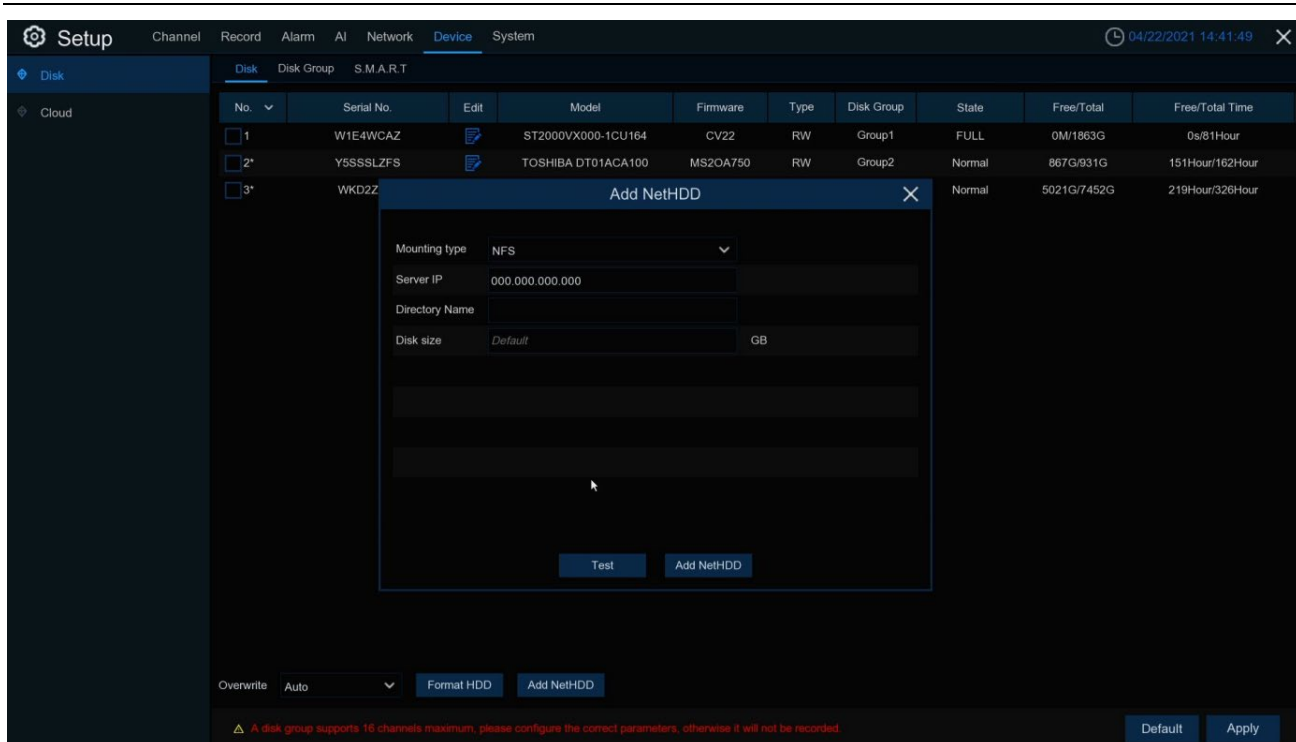 Setup Channel Record Alarm AI Network Device System 04/22/2021 14:41:49
Disk Disk Disk Group S.M.A.R.T
Cloud
No. Serial No. Edit Model Firmware Type Disk Group State Free/Total Free/Total Time
1 W1E4WCAZ ST2000VX000-1CU164 CV22 RW Group1 FULL 0M/1863G 0s/81Hour
2* Y5SSSLZFS TOSHIBA DT01ACA100 MS2OA750 RW Group2 Normal 867G/931G 151Hour/162Hour
3* WKD2Z Normal 5021G/7452G 219Hour/326Hour
Add NetHDD
Mounting type NFS
Server IP 000.000.000.000
Directory Name
Disk size Default GB
Test Add NetHDD
Overwrite Auto Format HDD Add NetHDD
A disk group supports 16 channels maximum, please configure the correct parameters, otherwise it will not be recorded.
Default Apply